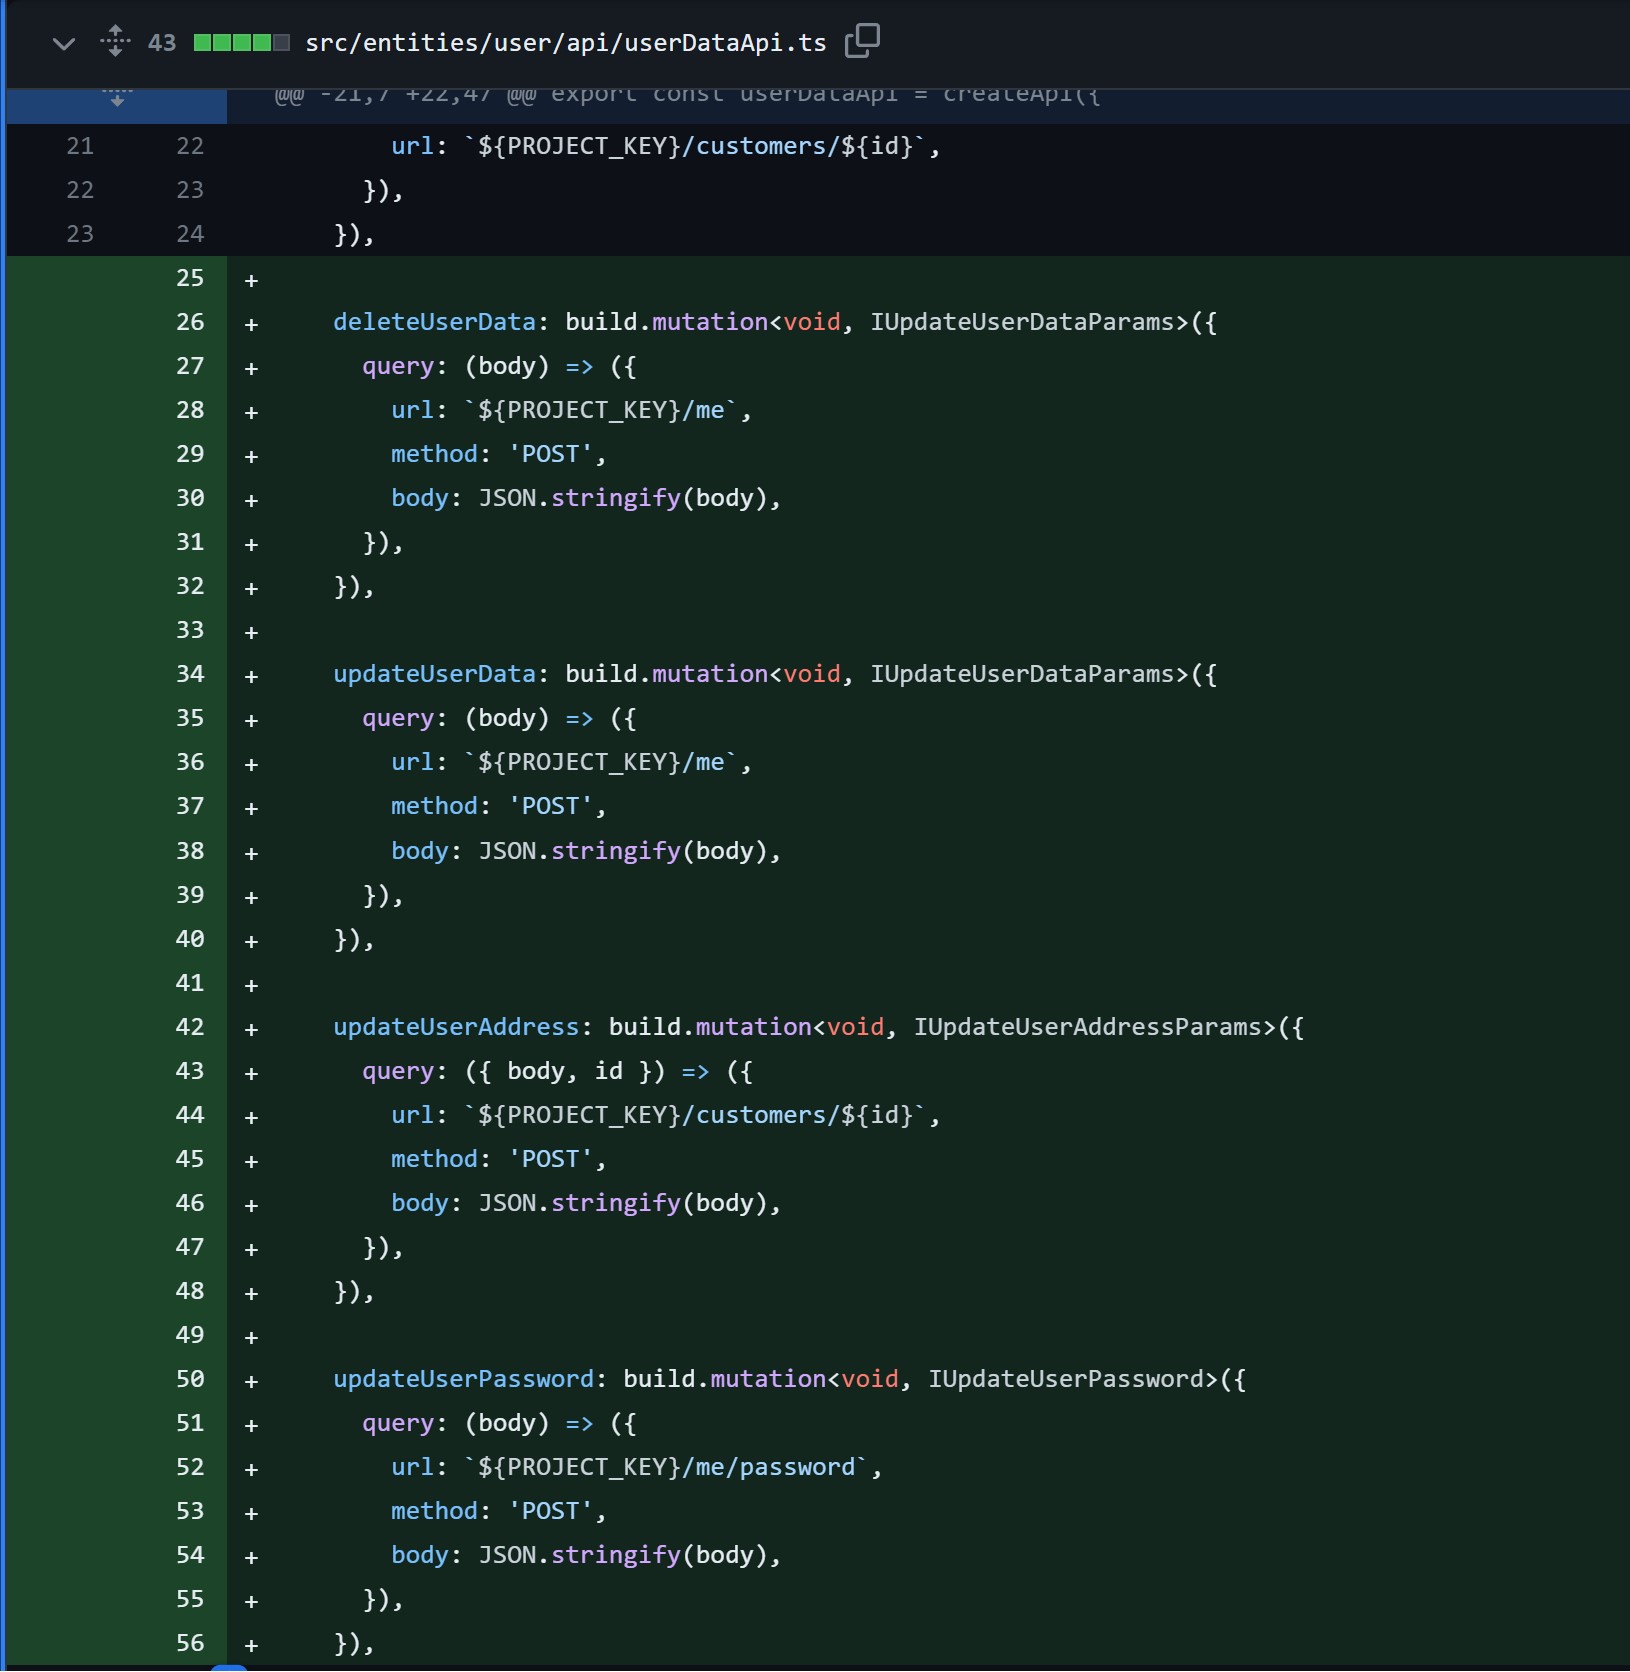 43 src/entities/user/api/userDataApi.ts
@@ -21,7 +22,47 @@ export const userDataApi = createApi({
21 22 url: `${PROJECT_KEY}/customers/${id}`,
22 23 }),
23 24 }),
25 +
26 + deleteUserData: build.mutation<void, IUpdateUserDataParams>({
27 + query: (body) => ({
28 + url: `${PROJECT_KEY}/me`,
29 + method: 'POST',
30 + body: JSON.stringify(body),
31 + }),
32 + }),
33 +
34 + updateUserData: build.mutation<void, IUpdateUserDataParams>({
35 + query: (body) => ({
36 + url: `${PROJECT_KEY}/me`,
37 + method: 'POST',
38 + body: JSON.stringify(body),
39 + }),
40 + }),
41 +
42 + updateUserAddress: build.mutation<void, IUpdateUserAddressParams>({
43 + query: ({ body, id }) => ({
44 + url: `${PROJECT_KEY}/customers/${id}`,
45 + method: 'POST',
46 + body: JSON.stringify(body),
47 + }),
48 + }),
49 +
50 + updateUserPassword: build.mutation<void, IUpdateUserPassword>({
51 + query: (body) => ({
52 + url: `${PROJECT_KEY}/me/password`,
53 + method: 'POST',
54 + body: JSON.stringify(body),
55 + }),
56 + }),